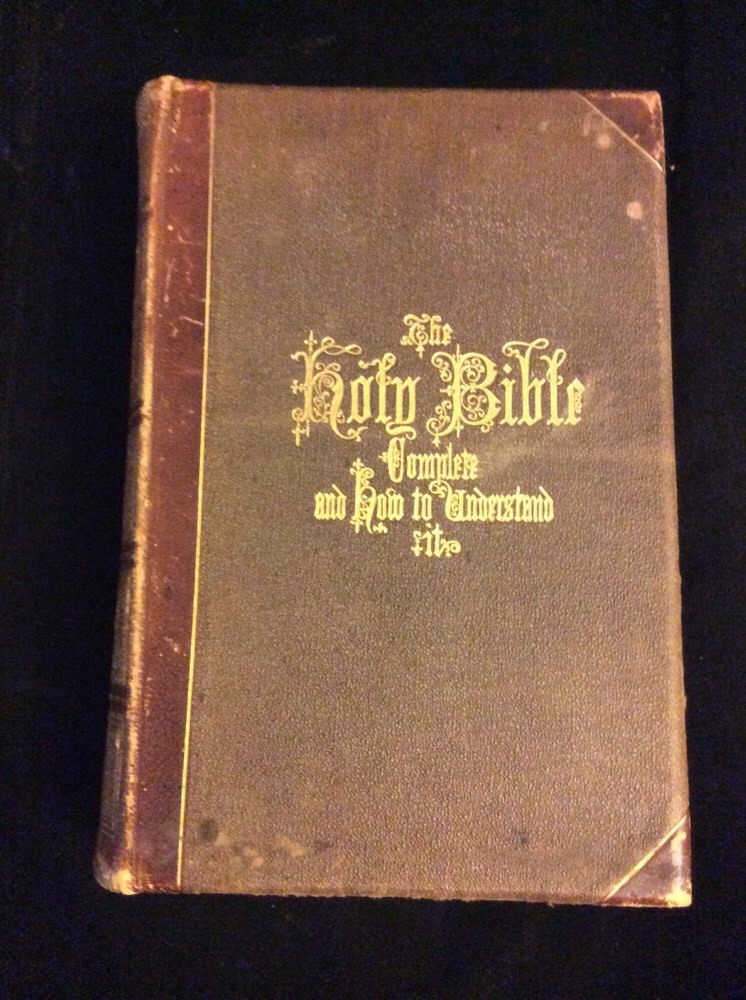 The
Holy Bible
Complete
and How to Understand
it